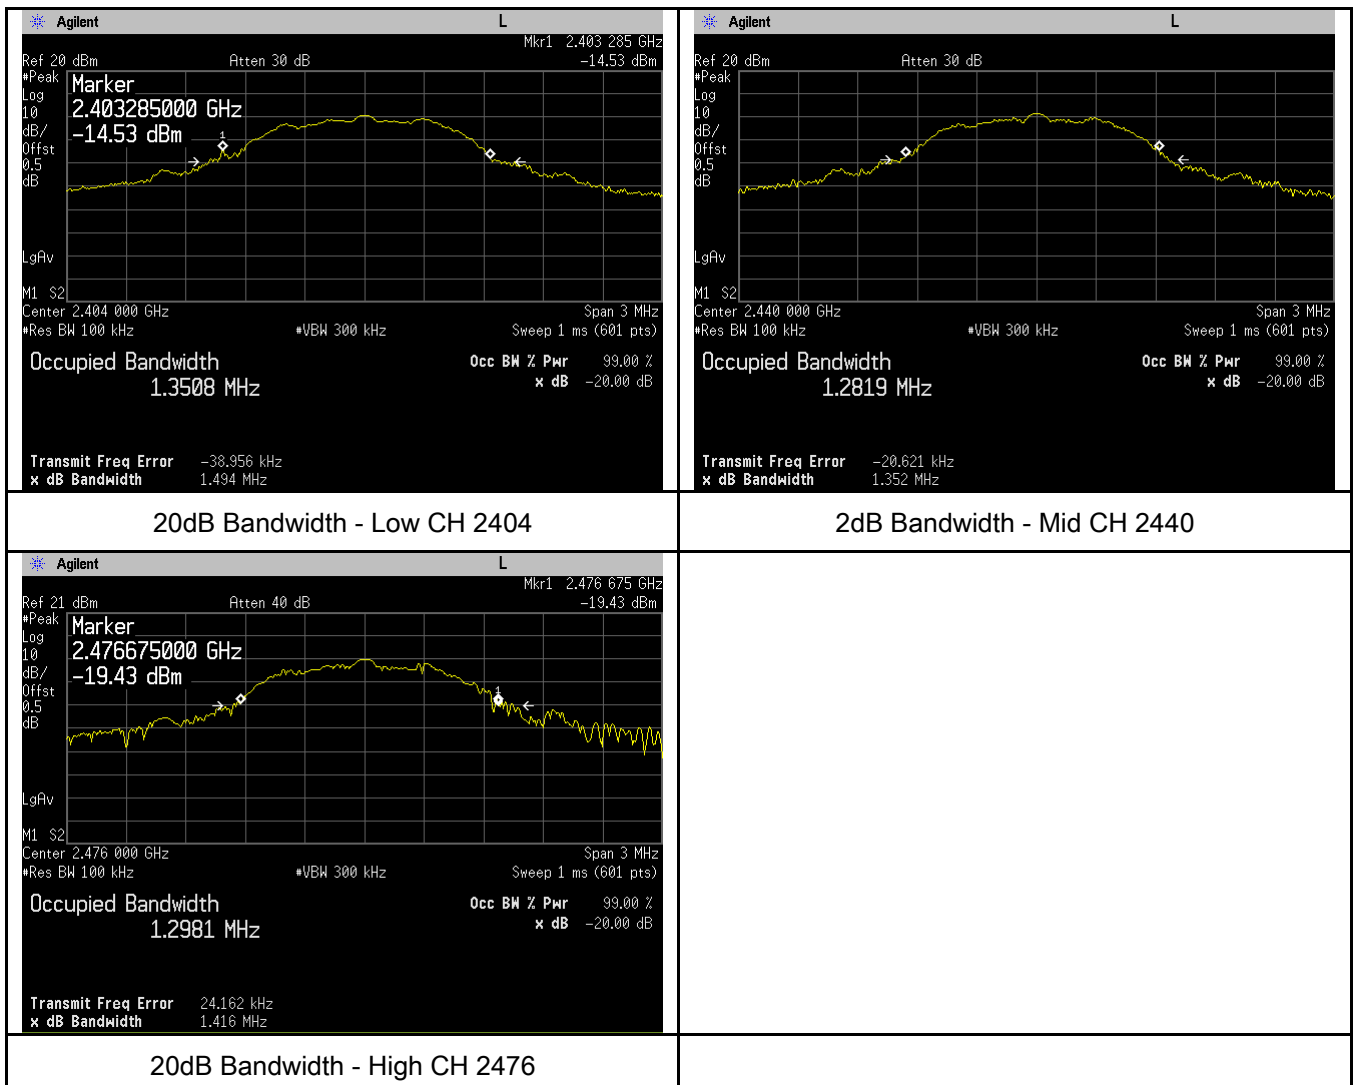 Agilent L
Mkr1 2.403 285 GHz
Ref 20 dBm Atten 30 dB -14.53 dBm
#Peak
Log
10
dB/
Offst
0.5
dB
Marker
2.403285000 GHz
-14.53 dBm
1
LgAv
M1 S2
Center 2.404 000 GHz Span 3 MHz
#Res BW 100 kHz #VBW 300 kHz Sweep 1 ms (601 pts)
Occupied Bandwidth Occ BW % Pwr 99.00 %
1.3508 MHz x dB -20.00 dB
Transmit Freq Error -38.956 kHz
x dB Bandwidth 1.494 MHz
20dB Bandwidth - Low CH 2404
Agilent L
Ref 20 dBm Atten 30 dB
#Peak
Log
10
dB/
Offst
0.5
dB
LgAv
M1 S2
Center 2.440 000 GHz Span 3 MHz
#Res BW 100 kHz #VBW 300 kHz Sweep 1 ms (601 pts)
Occupied Bandwidth Occ BW % Pwr 99.00 %
1.2819 MHz x dB -20.00 dB
Transmit Freq Error -20.621 kHz
x dB Bandwidth 1.352 MHz
2dB Bandwidth - Mid CH 2440
Agilent L
Mkr1 2.476 675 GHz
Ref 21 dBm Atten 40 dB -19.43 dBm
#Peak
Log
10
dB/
Offst
0.5
dB
Marker
2.476675000 GHz
-19.43 dBm
1
LgAv
M1 S2
Center 2.476 000 GHz Span 3 MHz
#Res BW 100 kHz #VBW 300 kHz Sweep 1 ms (601 pts)
Occupied Bandwidth Occ BW % Pwr 99.00 %
1.2981 MHz x dB -20.00 dB
Transmit Freq Error 24.162 kHz
x dB Bandwidth 1.416 MHz
20dB Bandwidth - High CH 2476